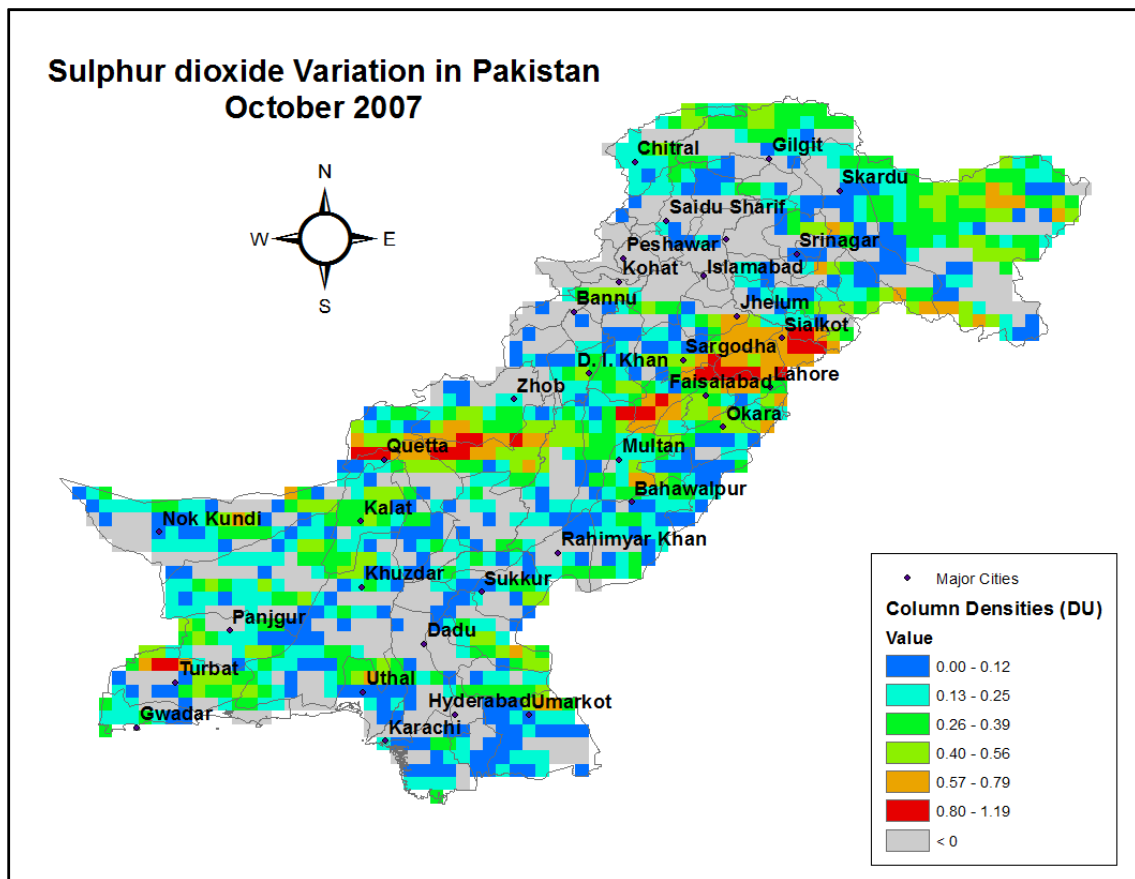 Sulphur dioxide Variation in Pakistan
October 2007
N
W
E
S
Chitral
Gilgit
Skardu
Saidu Sharif
Peshawar
Srinagar
Kohat
Islamabad
Bannu
Jhelum
Sialkot
Sargodha
D. I. Khan
Lahore
Zhob
Faisalabad
Okara
Quetta
Multan
Bahawalpur
Kalat
Nok Kundi
Rahimyar Khan
Khuzdar
Sukkur
Panjgur
Dadu
Turbat
Uthal
Hyderabad
Umarkot
Gwadar
Karachi
Major Cities
Column Densities (DU)
Value
0.00 - 0.12
0.13 - 0.25
0.26 - 0.39
0.40 - 0.56
0.57 - 0.79
0.80 - 1.19
< 0